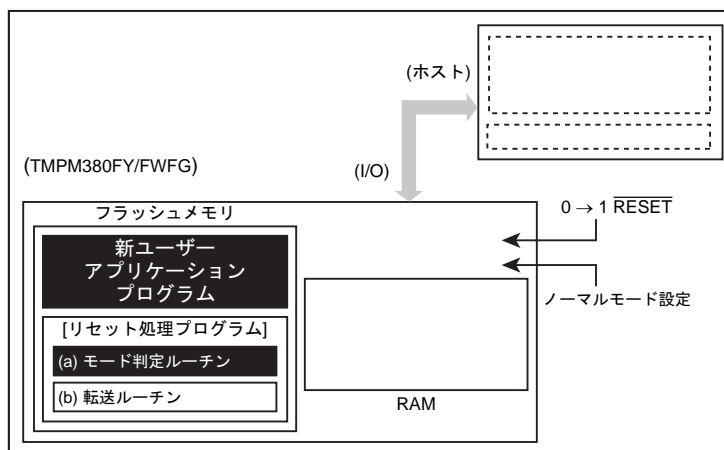 (ホスト)
(TMPM380FY/FWFG)
(I/O)
フラッシュメモリ
0 → 1 RESET
新ユーザー
アプリケーション
プログラム
ノーマルモード設定
[リセット処理プログラム]
(a) モード判定ルーチン
(b) 転送ルーチン
RAM